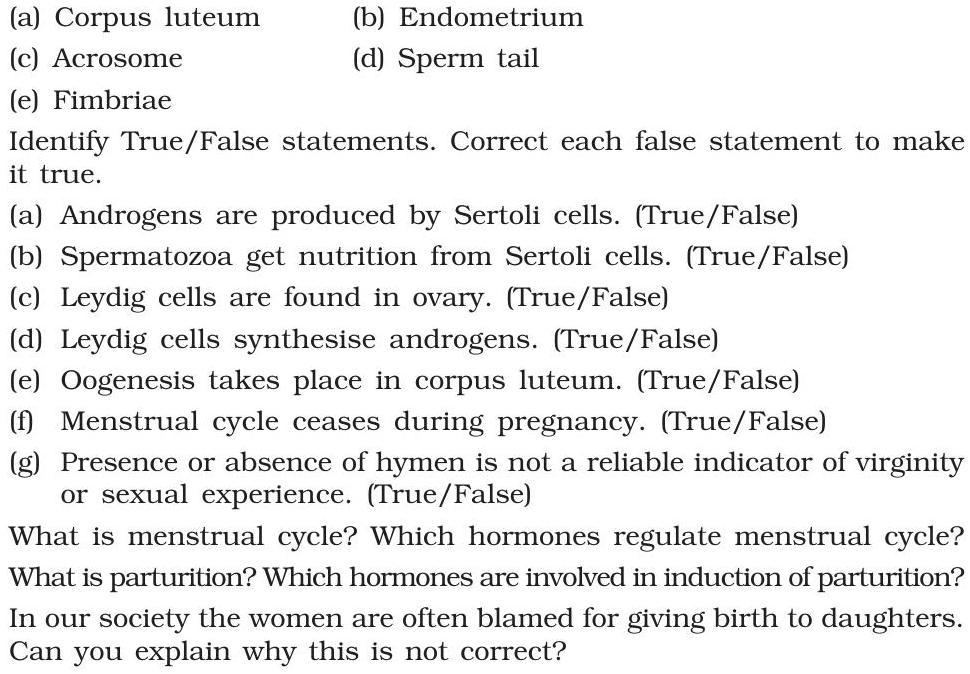 (a) Corpus luteum (b) Endometrium
(c) Acrosome (d) Sperm tail
(e) Fimbriae
Identify True/False statements. Correct each false statement to make
it true.
(a) Androgens are produced by Sertoli cells. (True/False)
(b) Spermatozoa get nutrition from Sertoli cells. (True/False)
(c) Leydig cells are found in ovary. (True/False)
(d) Leydig cells synthesise androgens. (True/False)
(e) Oogenesis takes place in corpus luteum. (True/False)
(f) Menstrual cycle ceases during pregnancy. (True/False)
(g) Presence or absence of hymen is not a reliable indicator of virginity
or sexual experience. (True/False)
What is menstrual cycle? Which hormones regulate menstrual cycle?
What is parturition? Which hormones are involved in induction of parturition?
In our society the women are often blamed for giving birth to daughters.
Can you explain why this is not correct?